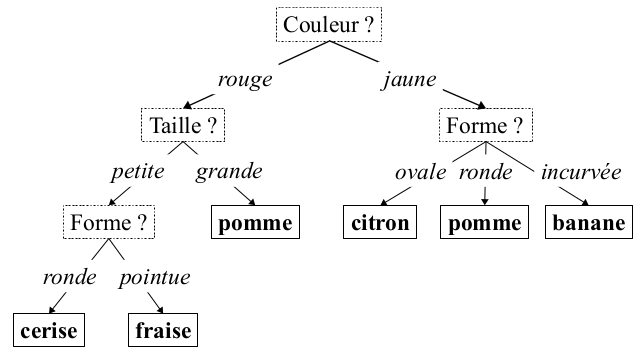 Couleur ?
rouge
jaune
Taille ?
Forme ?
petite
grande
ovale
ronde
incurvée
Forme ?
pomme
citron
pomme
banane
ronde
pointue
cerise
fraise